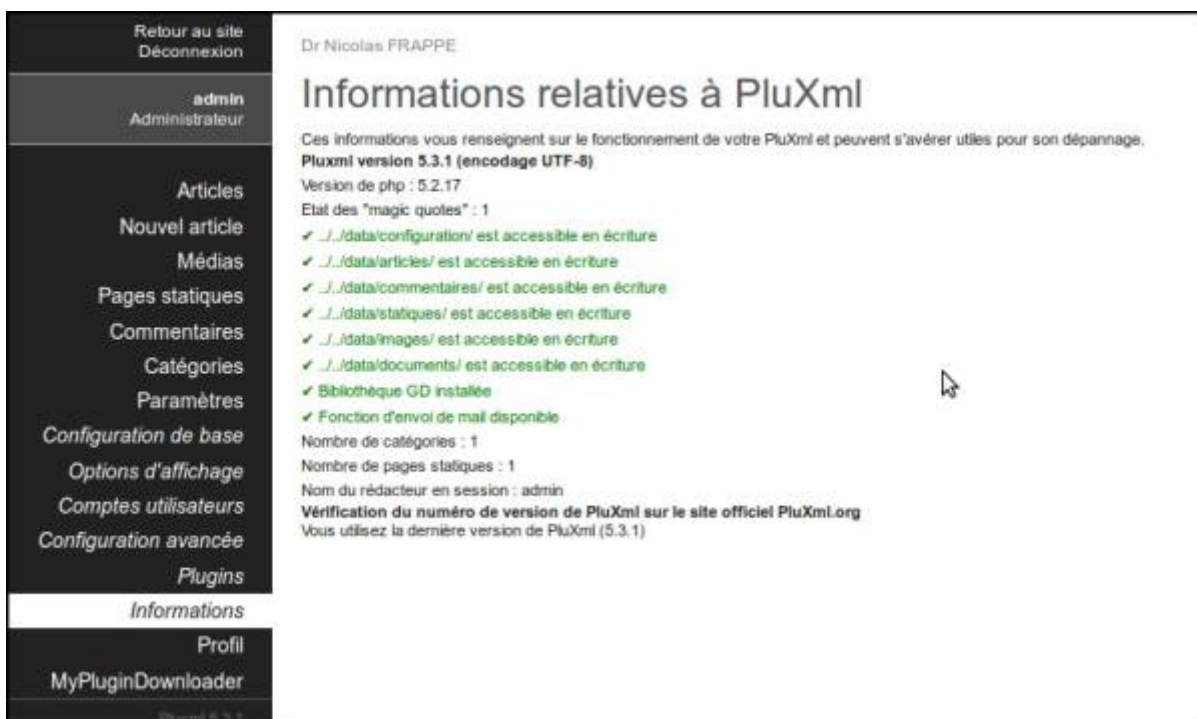 Retour au site
Déconnexion
admin
Administrateur
Articles
Nouvel article
Médias
Pages statiques
Commentaires
Catégories
Paramètres
Configuration de base
Options d'affichage
Comptes utilisateurs
Configuration avancée
Plugins
Informations
Profil
MyPluginDownloader
Pluxml 5.3.1
Dr Nicolas FRAPPE
Informations relatives à PluXml
Ces informations vous renseignent sur le fonctionnement de votre PluXml et peuvent s'avérer utiles pour son dépannage.
Pluxml version 5.3.1 (encodage UTF-8)
Version de php : 5.2.17
Etat des "magic quotes" : 1
✔ ../../data/configuration/ est accessible en écriture
✔ ../../data/articles/ est accessible en écriture
✔ ../../data/commentaires/ est accessible en écriture
✔ ../../data/statiques/ est accessible en écriture
✔ ../../data/images/ est accessible en écriture
✔ ../../data/documents/ est accessible en écriture
✔ Bibliothèque GD installée
✔ Fonction d'envoi de mail disponible
Nombre de catégories : 1
Nombre de pages statiques : 1
Nom du rédacteur en session : admin
Vérification du numéro de version de PluXml sur le site officiel PluXml.org
Vous utilisez la dernière version de PluXml (5.3.1)